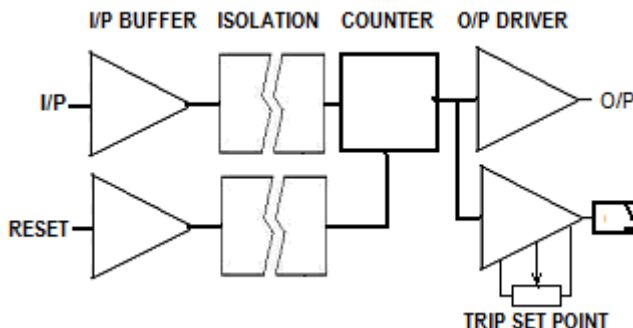 I/P BUFFER ISOLATION COUNTER O/P DRIVER
I/P
O/P
RESET
TRIP SET POINT